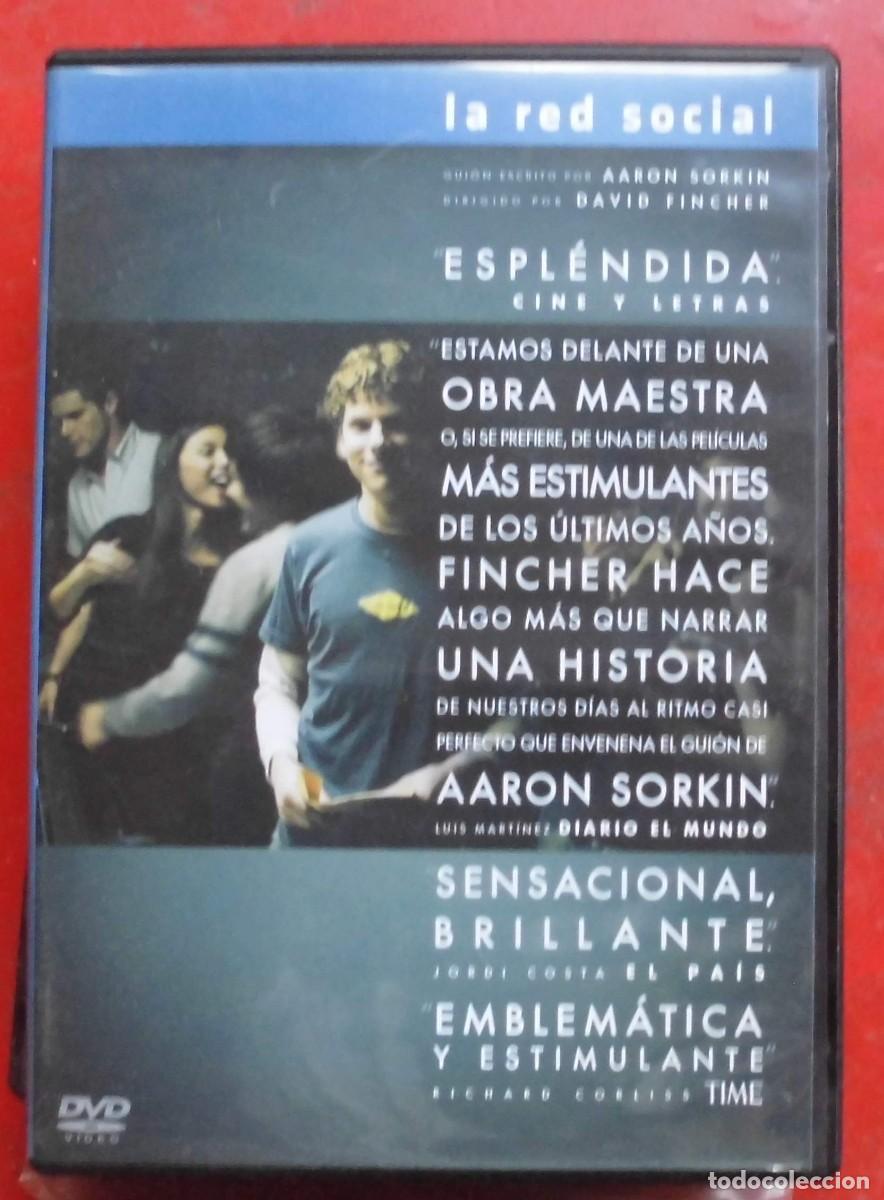 la red social
GUIÓN ESCRITO POR AARON SORKIN
DIRIGIDO POR DAVID FINCHER
"ESPLÉNDIDA".
CINE Y LETRAS
"ESTAMOS DELANTE DE UNA
OBRA MAESTRA
O, SI SE PREFIERE, DE UNA DE LAS PELÍCULAS
MÁS ESTIMULANTES
DE LOS ÚLTIMOS AÑOS.
FINCHER HACE
ALGO MÁS QUE NARRAR
UNA HISTORIA
DE NUESTROS DÍAS AL RITMO CASI
PERFECTO QUE ENVENENA EL GUIÓN DE
AARON SORKIN".
LUIS MARTÍNEZ DIARIO EL MUNDO
SENSACIONAL,
BRILLANTE".
JORDI COSTA EL PAÍS
"EMBLEMÁTICA
Y ESTIMULANTE"
RICHARD CORLISS TIME
DVD
VIDEO
todocoleccion